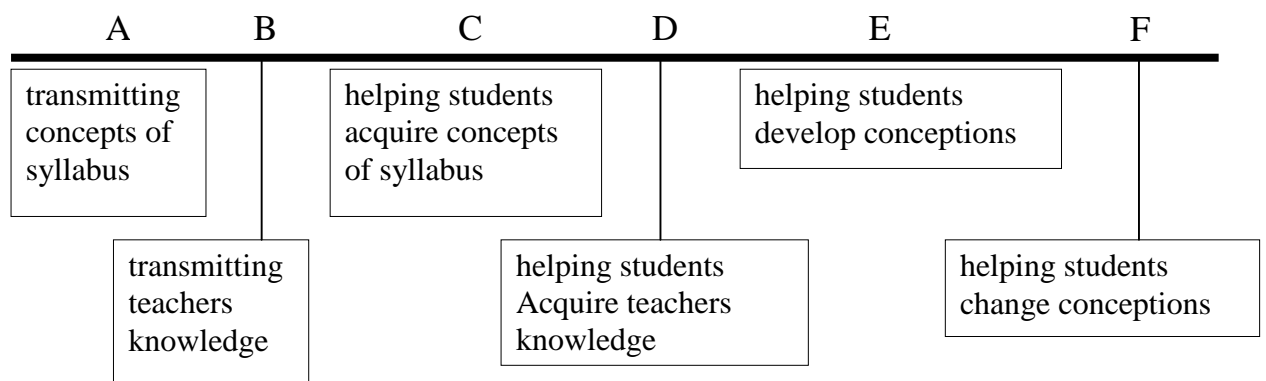 A B C D E F
transmitting
concepts of
syllabus
helping students
acquire concepts
of syllabus
helping students
develop conceptions
transmitting
teachers
knowledge
helping students
Acquire teachers
knowledge
helping students
change conceptions